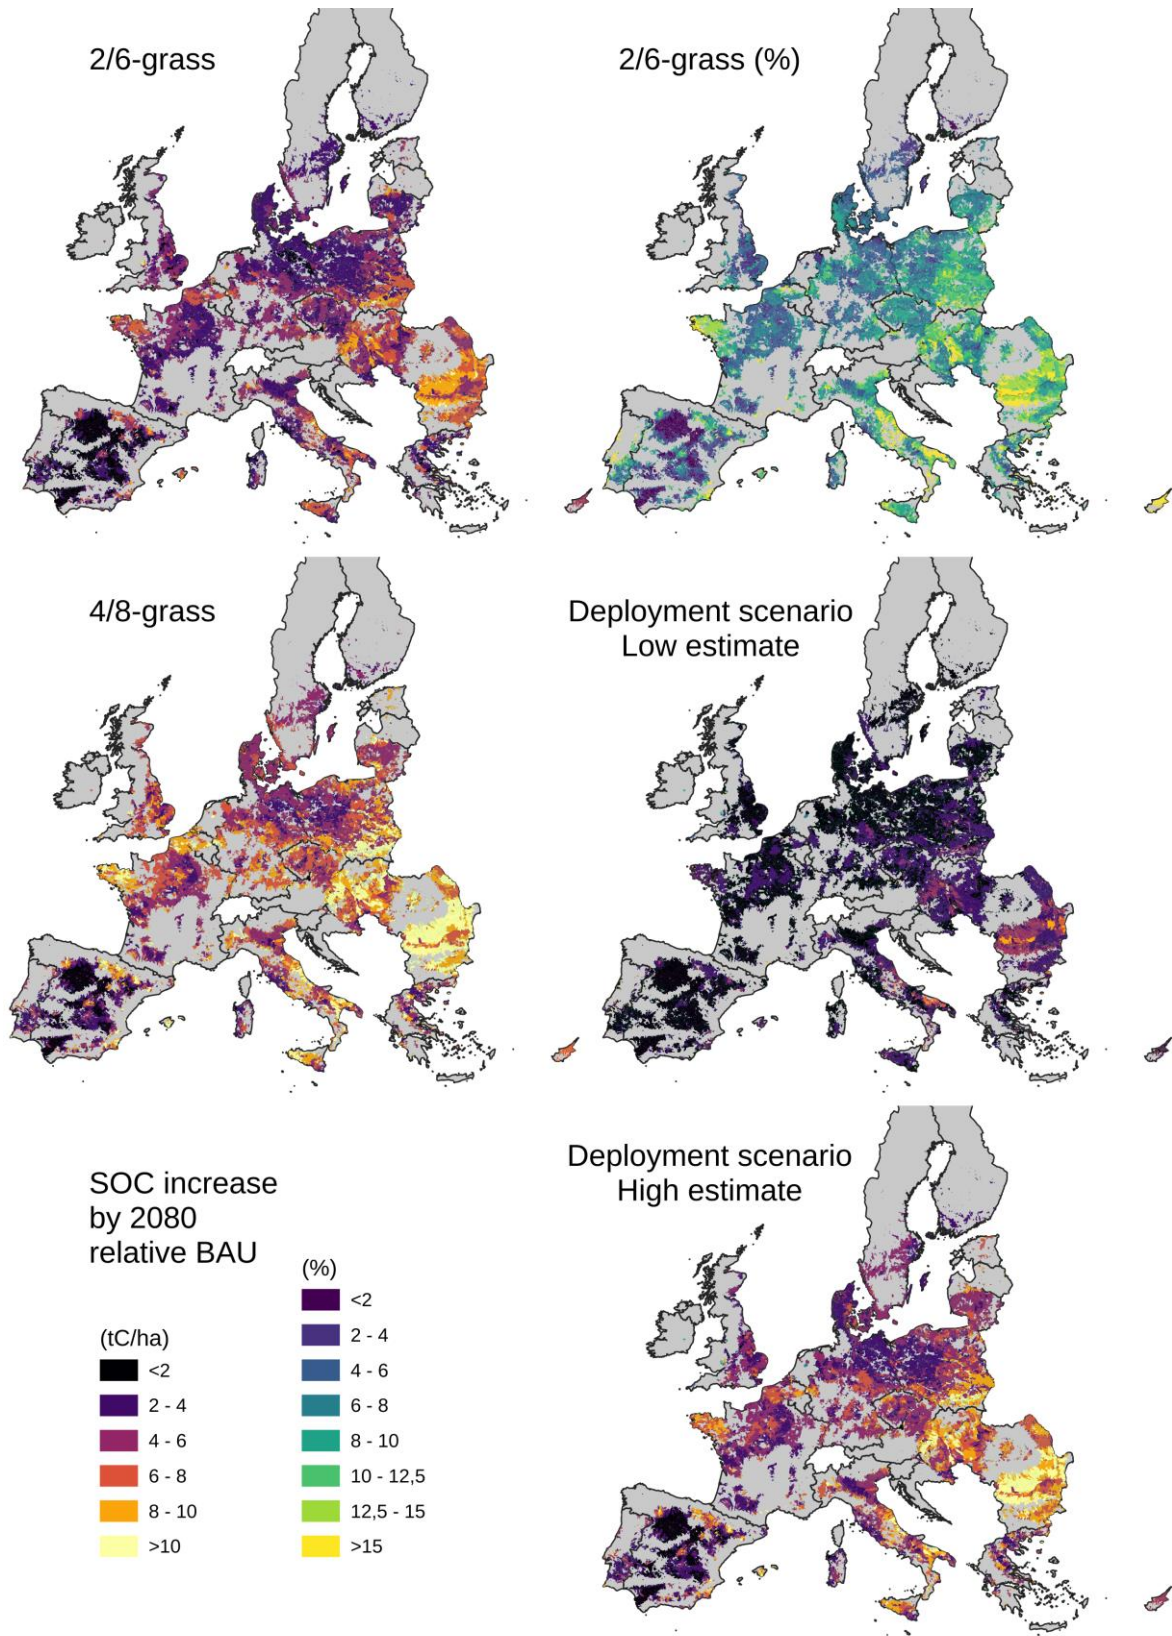 2/6-grass
2/6-grass (%)
4/8-grass
Deployment scenario
Low estimate
Deployment scenario
High estimate
SOC increase
by 2080
relative BAU
(tC/ha)
<2
2 - 4
4 - 6
6 - 8
8 - 10
>10
(%)
<2
2 - 4
4 - 6
6 - 8
8 - 10
10 - 12,5
12,5 - 15
>15